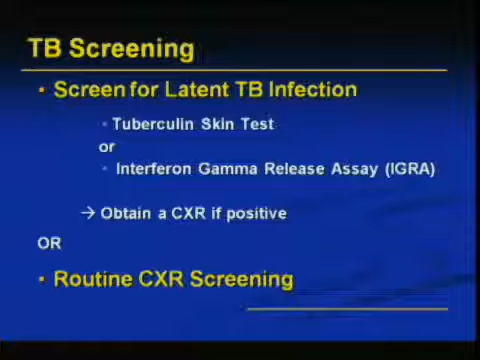 TB Screening
• Screen for Latent TB Infection
• Tuberculin Skin Test
or
• Interferon Gamma Release Assay (IGRA)
→ Obtain a CXR if positive
OR
• Routine CXR Screening